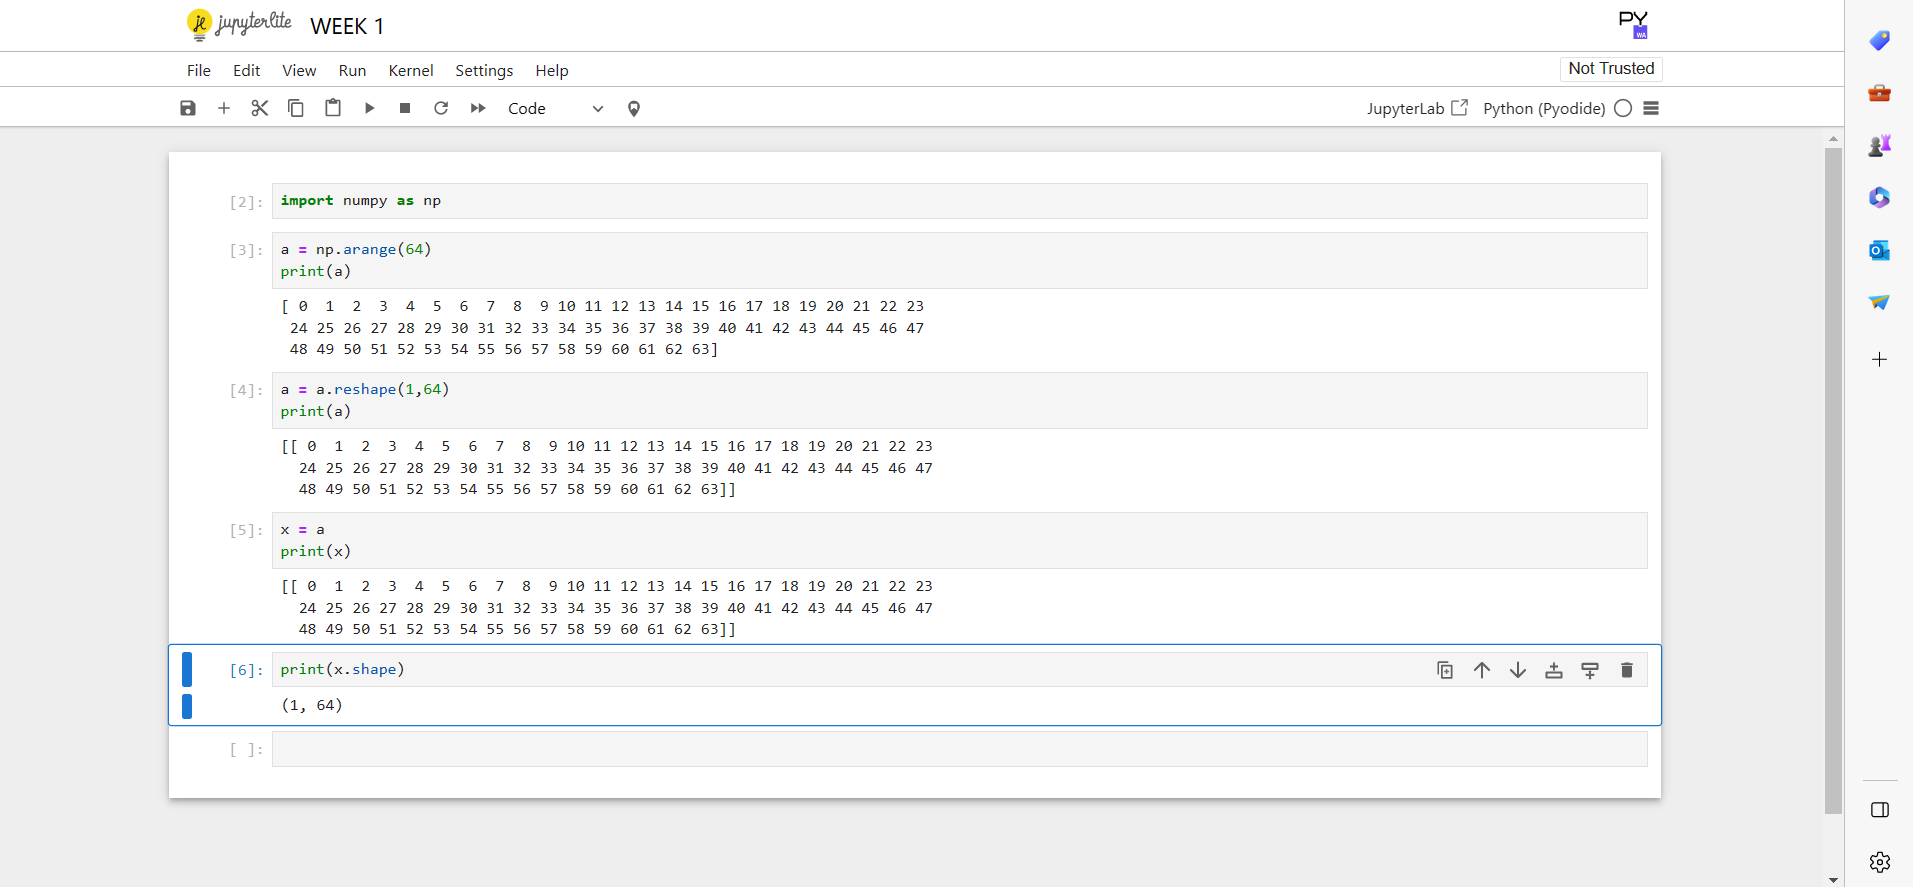 jupyterlite WEEK 1
PY
WA
File Edit View Run Kernel Settings Help
Not Trusted
Code
JupyterLab Python (Pyodide)
[2]: import numpy as np
[3]: a = np.arange(64)
print(a)
[ 0  1  2  3  4  5  6  7  8  9 10 11 12 13 14 15 16 17 18 19 20 21 22 23
 24 25 26 27 28 29 30 31 32 33 34 35 36 37 38 39 40 41 42 43 44 45 46 47
 48 49 50 51 52 53 54 55 56 57 58 59 60 61 62 63]
[4]: a = a.reshape(1,64)
print(a)
[[ 0  1  2  3  4  5  6  7  8  9 10 11 12 13 14 15 16 17 18 19 20 21 22 23
  24 25 26 27 28 29 30 31 32 33 34 35 36 37 38 39 40 41 42 43 44 45 46 47
  48 49 50 51 52 53 54 55 56 57 58 59 60 61 62 63]]
[5]: x = a
print(x)
[[ 0  1  2  3  4  5  6  7  8  9 10 11 12 13 14 15 16 17 18 19 20 21 22 23
  24 25 26 27 28 29 30 31 32 33 34 35 36 37 38 39 40 41 42 43 44 45 46 47
  48 49 50 51 52 53 54 55 56 57 58 59 60 61 62 63]]
[6]: print(x.shape)
(1, 64)
[ ]: